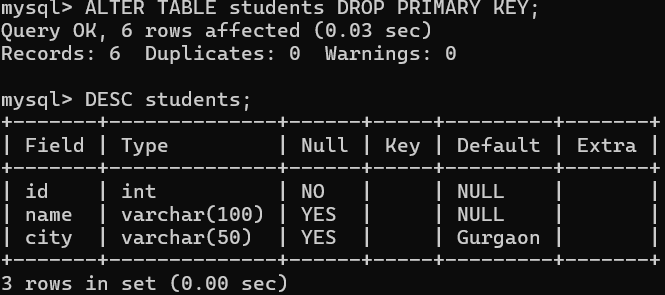 mysql> ALTER TABLE students DROP PRIMARY KEY;
Query OK, 6 rows affected (0.03 sec)
Records: 6  Duplicates: 0  Warnings: 0

mysql> DESC students;
+-------+--------------+------+-----+---------+-------+
| Field | Type         | Null | Key | Default | Extra |
+-------+--------------+------+-----+---------+-------+
| id    | int          | NO   |     | NULL    |       |
| name  | varchar(100) | YES  |     | NULL    |       |
| city  | varchar(50)  | YES  |     | Gurgaon |       |
+-------+--------------+------+-----+---------+-------+
3 rows in set (0.00 sec)